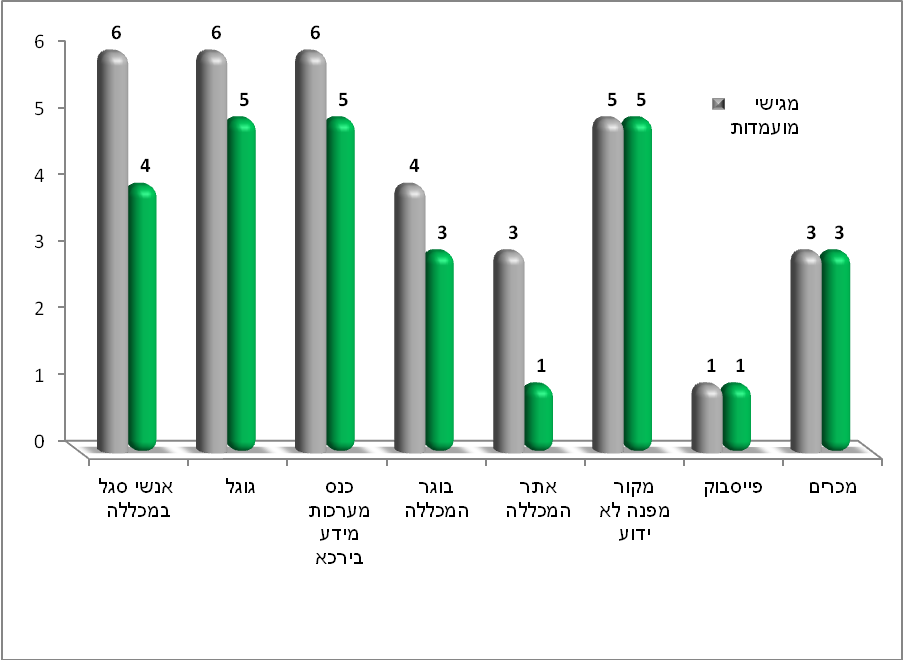 6
5
4
3
2
1
0
6
4
6
5
6
5
4
3
3
1
5
5
1
1
3
3
מגישי
מועמדות
אנשי סגל
במכללה
גוגל
כנס
מערכות
מידע
בירכא
בוגר
המכללה
אתר
המכללה
מקור
מפנה לא
ידוע
פייסבוק
מכרים